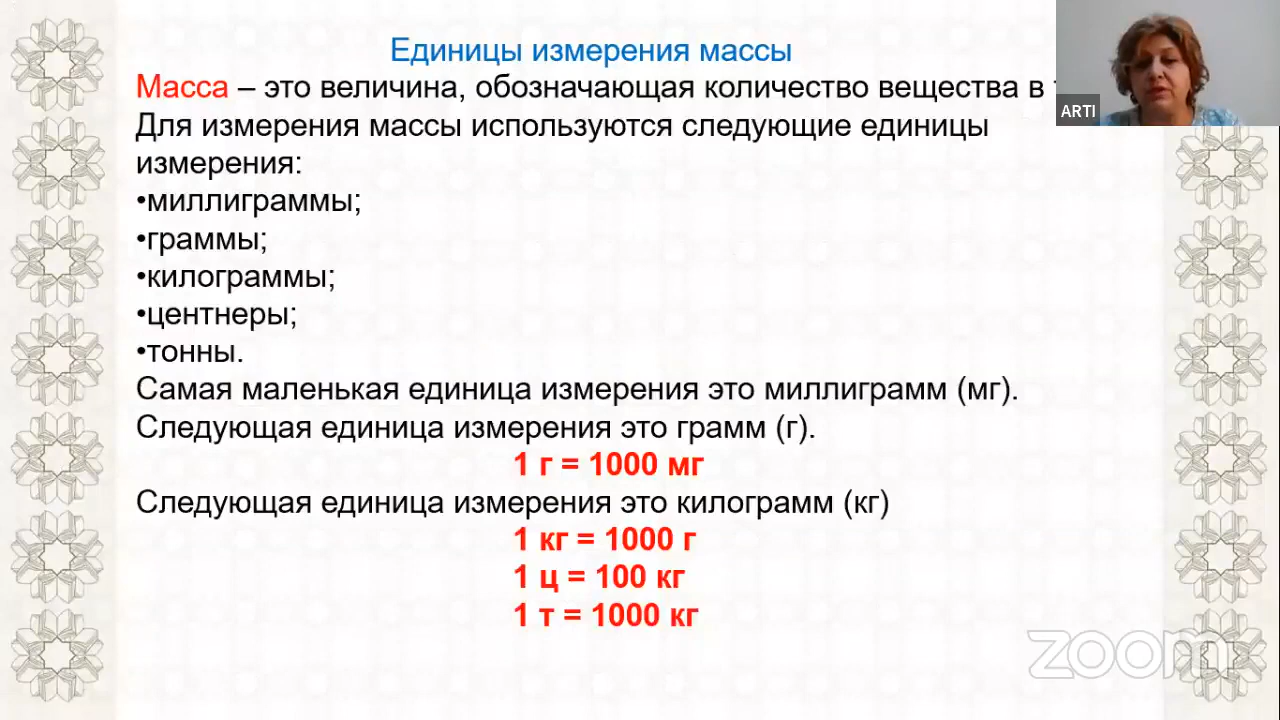 Единицы измерения массы
Масса – это величина, обозначающая количество вещества в
ARTI
Для измерения массы используются следующие единицы
измерения:
•миллиграммы;
•граммы;
•килограммы;
•центнеры;
•тонны.
Самая маленькая единица измерения это миллиграмм (мг).
Следующая единица измерения это грамм (г).
1 г = 1000 мг
Следующая единица измерения это килограмм (кг)
1 кг = 1000 г
1 ц = 100 кг
1 т = 1000 кг
zoom